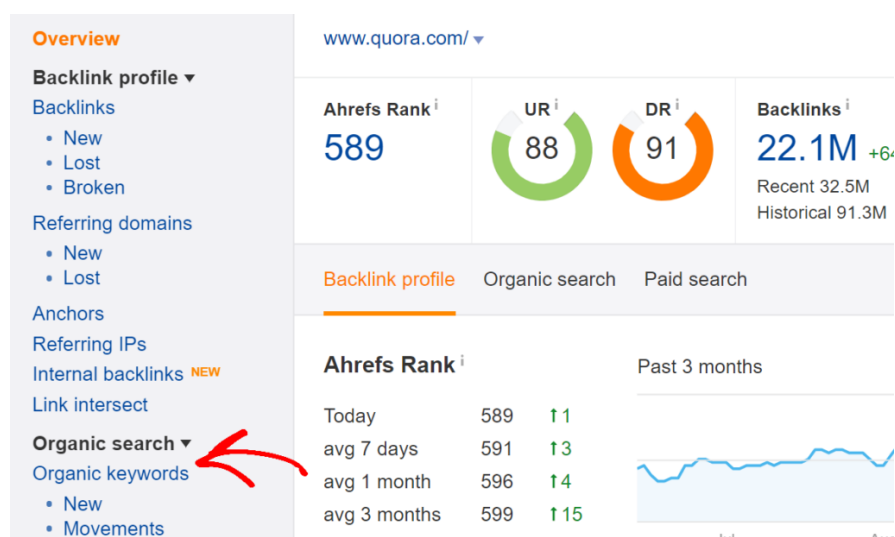 Overview
Backlink profile ▾
Backlinks
• New
• Lost
• Broken
Referring domains
• New
• Lost
Anchors
Referring IPs
Internal backlinks NEW
Link intersect
Organic search ▾
Organic keywords
• New
• Movements
www.quora.com/ ▾
Ahrefs Rank i
589
UR i
88
DR i
91
Backlinks i
22.1M +64
Recent 32.5M
Historical 91.3M
Backlink profile Organic search Paid search
Ahrefs Rank i
Today 589 ↑1
avg 7 days 591 ↑3
avg 1 month 596 ↑4
avg 3 months 599 ↑15
Past 3 months